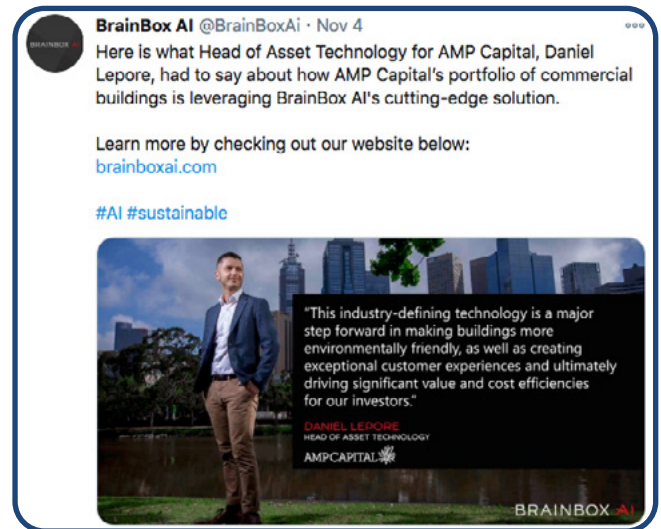 BrainBox AI @BrainBoxAi · Nov 4
BRAINBOX AI
Here is what Head of Asset Technology for AMP Capital, Daniel
Lepore, had to say about how AMP Capital's portfolio of commercial
buildings is leveraging BrainBox AI's cutting-edge solution.
Learn more by checking out our website below:
brainboxai.com
#AI #sustainable
"This industry-defining technology is a major
step forward in making buildings more
environmentally friendly, as well as creating
exceptional customer experiences and ultimately
driving significant value and cost efficiencies
for our investors."
DANIEL LEPORE
HEAD OF ASSET TECHNOLOGY
AMPCAPITAL
BRAINBOX AI